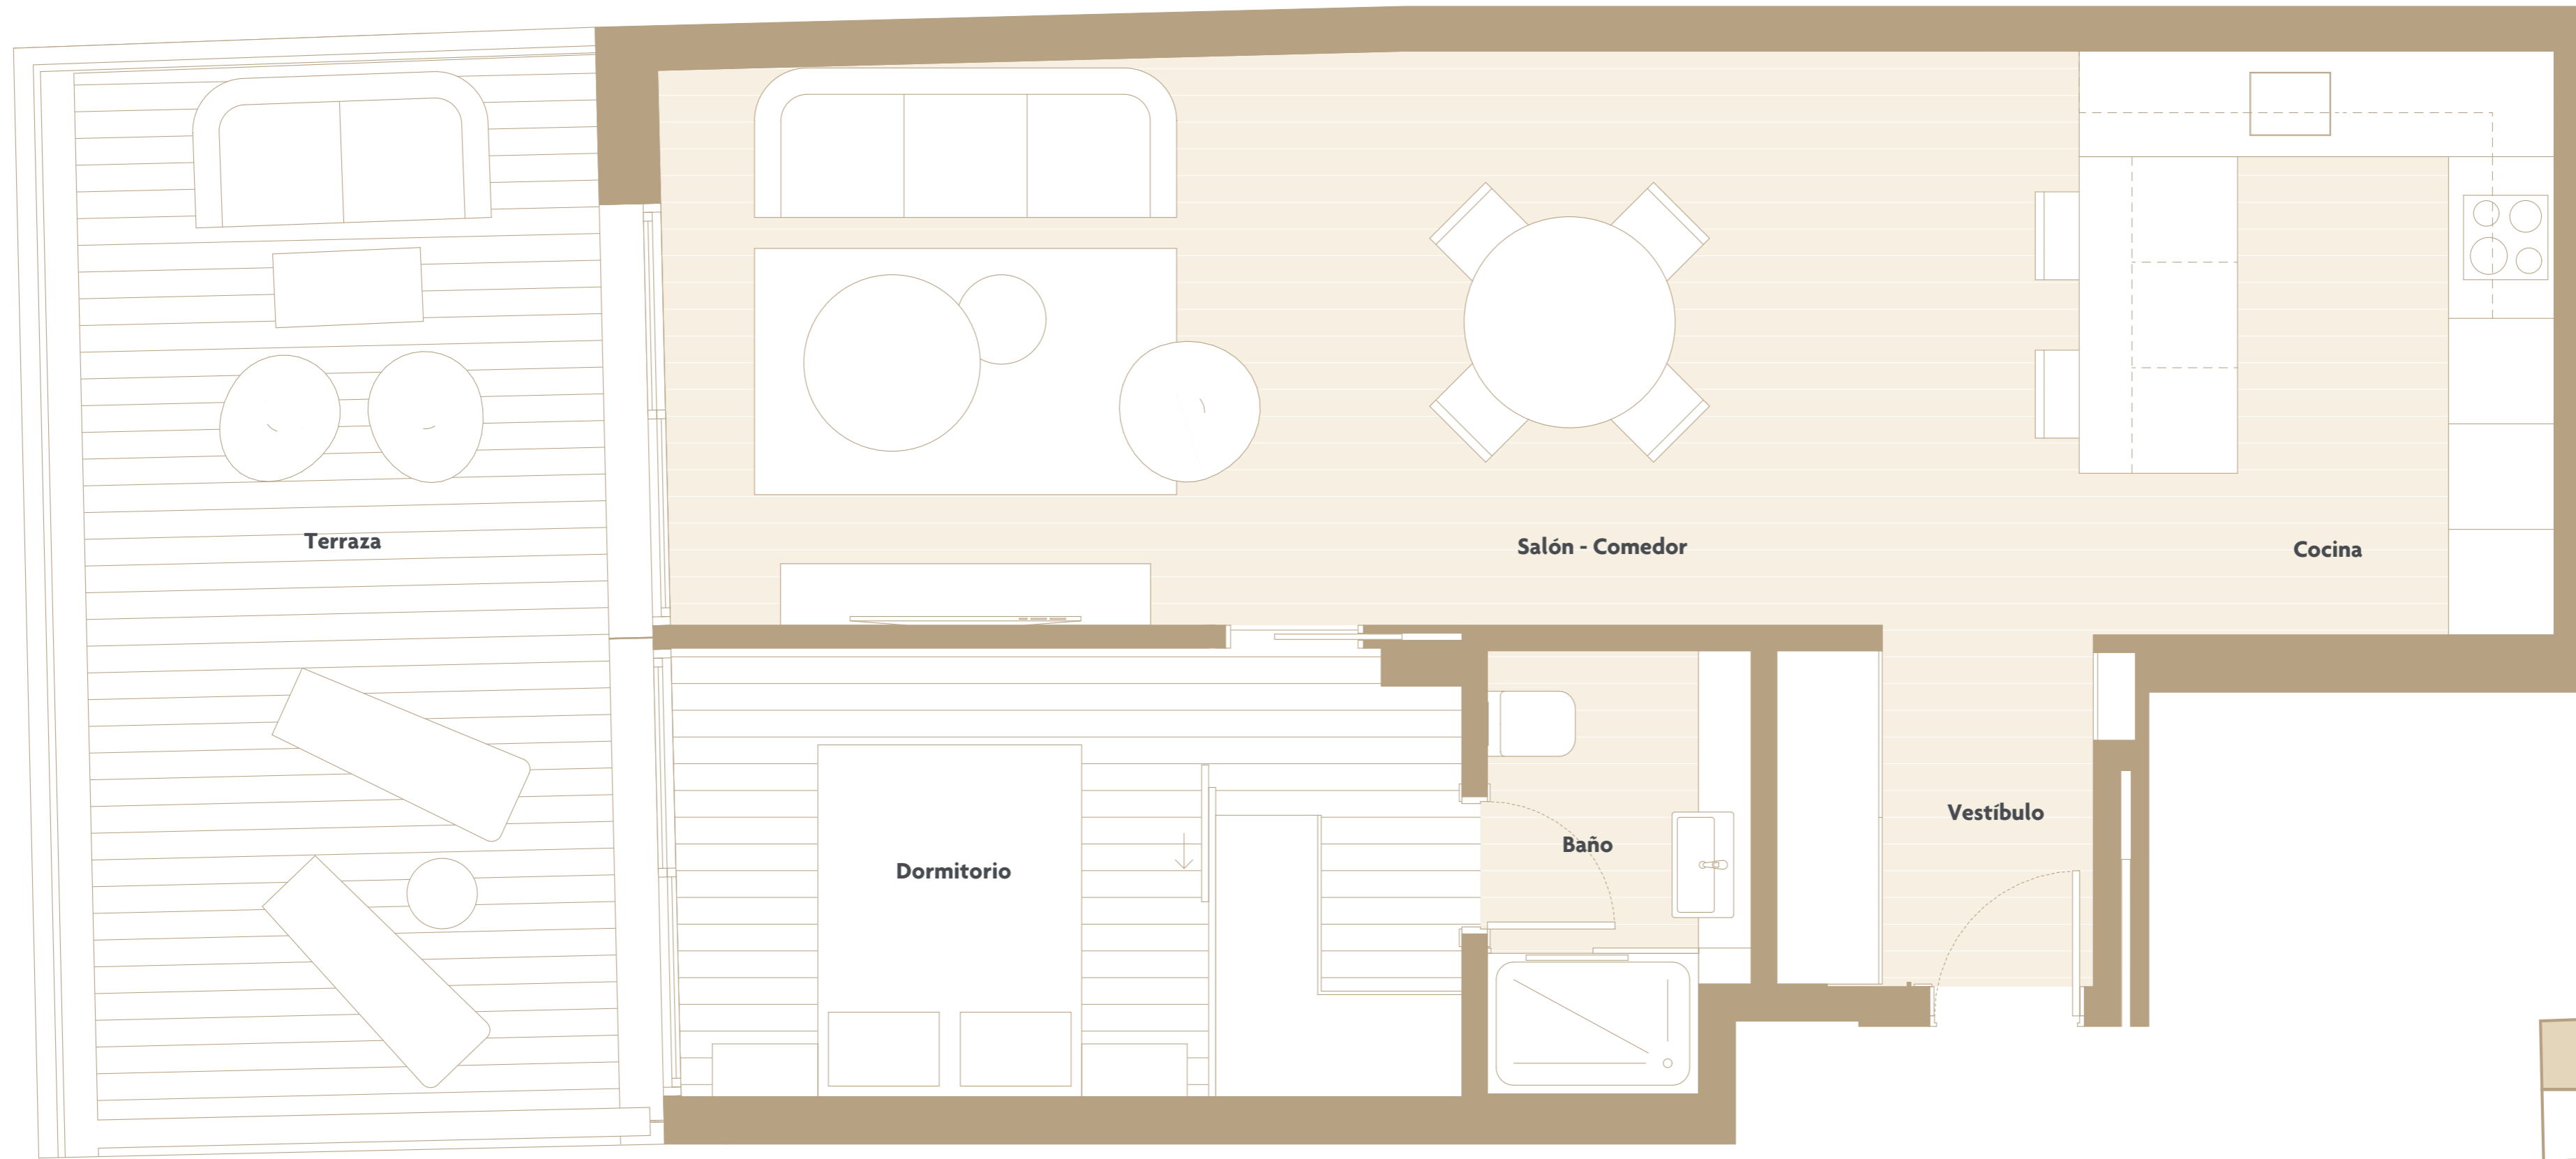 Terraza
Salón - Comedor
Cocina
Dormitorio
Baño
Vestíbulo